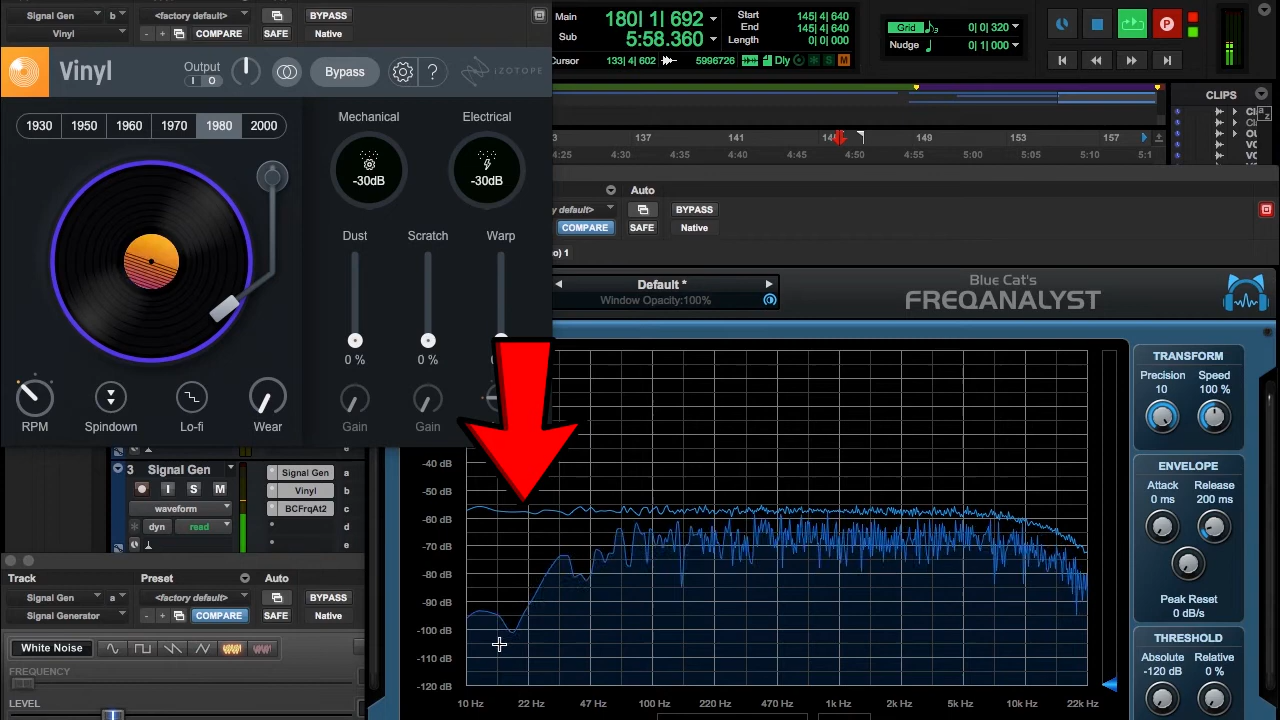 Signal Gen b <factory default> BYPASS
Vinyl - + COMPARE SAFE Native
Vinyl
Output
I O
Bypass
?
IZOTOPE
1930 1950 1960 1970 1980 2000
Mechanical Electrical
-30dB -30dB
Dust Scratch Warp
0 % 0 %
RPM Spindown Lo-fi Wear Gain Gain
Main 180| 1| 692
Sub 5:58.360
Start 145| 4| 640
End 145| 4| 640
Length 0| 0| 000
Cursor 133| 4| 602 5996726 Dly S M
Grid 0| 0| 320
Nudge 0| 1| 000
P
CLIPS
a
z
137 141 149 153 157
4:25 4:30 4:35 4:40 4:45 4:50 4:55 5:00 5:05 5:10 5:1
Auto
y default> BYPASS
COMPARE SAFE Native
o) 1
Default *
Window Opacity:100%
Blue Cat's
FREQANALYST
TRANSFORM
Precision Speed
10 100 %
ENVELOPE
Attack Release
0 ms 200 ms
Peak Reset
0 dB/s
THRESHOLD
Absolute Relative
-120 dB 0 %
-40 dB
-50 dB
-60 dB
-70 dB
-80 dB
-90 dB
-100 dB
-110 dB
-120 dB
10 Hz 22 Hz 47 Hz 100 Hz 220 Hz 470 Hz 1k Hz 2k Hz 4k7 Hz 10k Hz 22k Hz
3 Signal Gen
I S M
waveform
dyn read
Signal Gen a
Vinyl b
BCFrqAt2 c
d
e
Track Preset Auto
Signal Gen a <factory default> BYPASS
Signal Generator - + COMPARE SAFE Native
White Noise
FREQUENCY
LEVEL